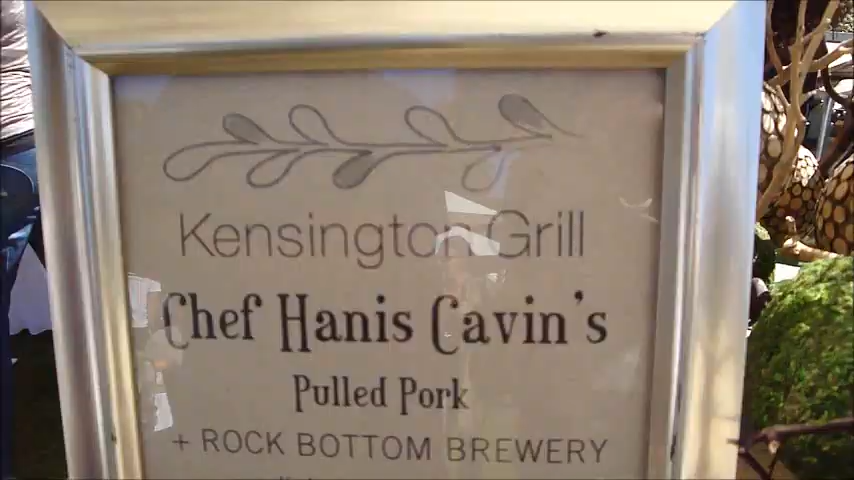 Kensington Grill
Chef Hanis Cavin's
Pulled Pork
+ ROCK BOTTOM BREWERY